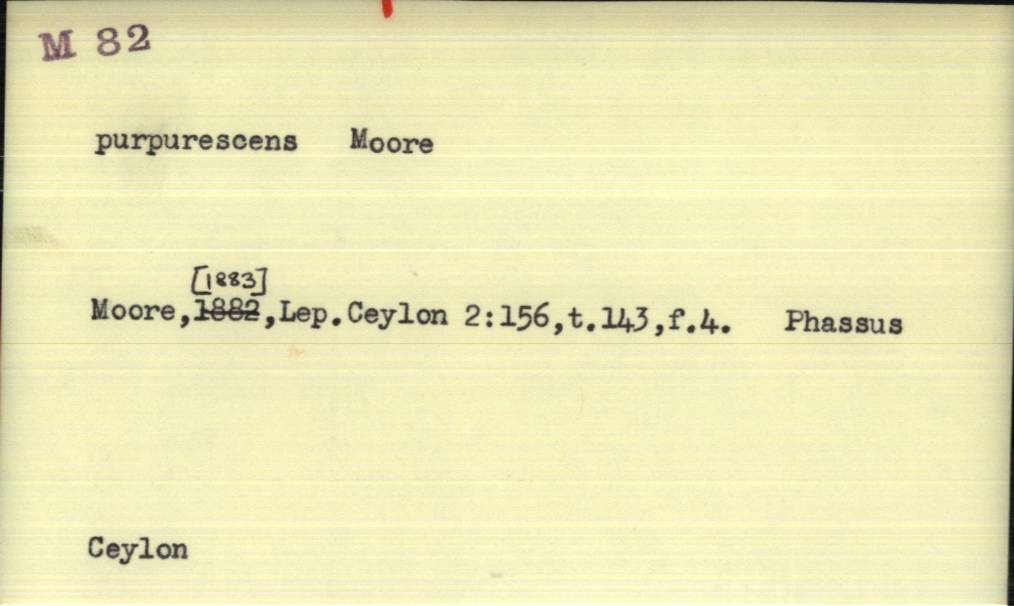 M 82
purpurescens Moore
[1883]
Moore,1882,Lep.Ceylon 2:156,t.143,f.4. Phassus
Ceylon